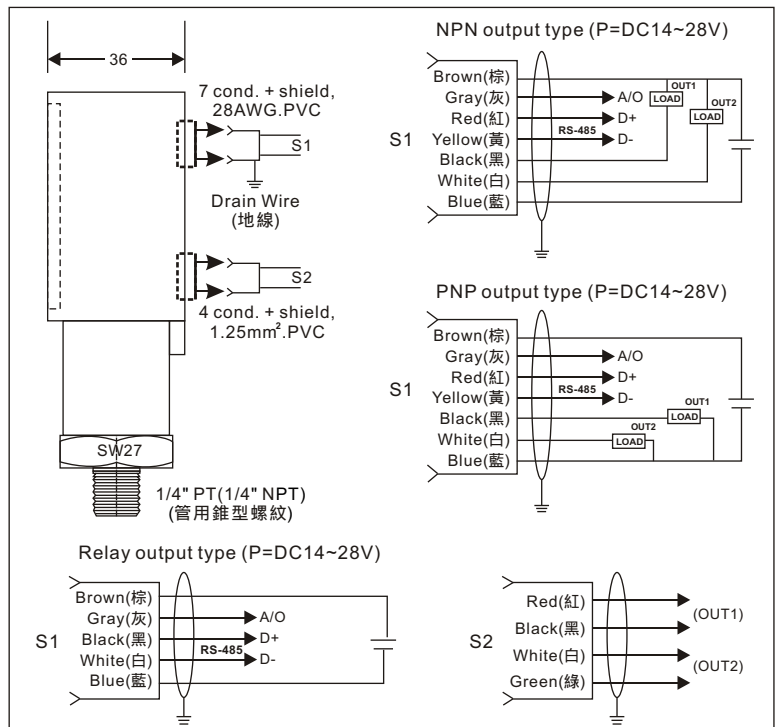 36
7 cond. + shield,
28AWG.PVC
S1
Drain Wire
(地線)
S2
4 cond. + shield,
1.25mm².PVC
SW27
1/4" PT(1/4" NPT)
(管用錐型螺紋)
NPN output type (P=DC14~28V)
S1
Brown(棕)
Gray(灰)
Red(紅)
Yellow(黃)
Black(黑)
White(白)
Blue(藍)
A/O
D+
RS-485
D-
OUT1
LOAD
OUT2
LOAD
PNP output type (P=DC14~28V)
S1
Brown(棕)
Gray(灰)
Red(紅)
Yellow(黃)
Black(黑)
White(白)
Blue(藍)
A/O
D+
RS-485
D-
OUT1
LOAD
OUT2
LOAD
Relay output type (P=DC14~28V)
S1
Brown(棕)
Gray(灰)
Black(黑)
White(白)
Blue(藍)
A/O
D+
RS-485
D-
S2
Red(紅)
Black(黑)
White(白)
Green(綠)
(OUT1)
(OUT2)